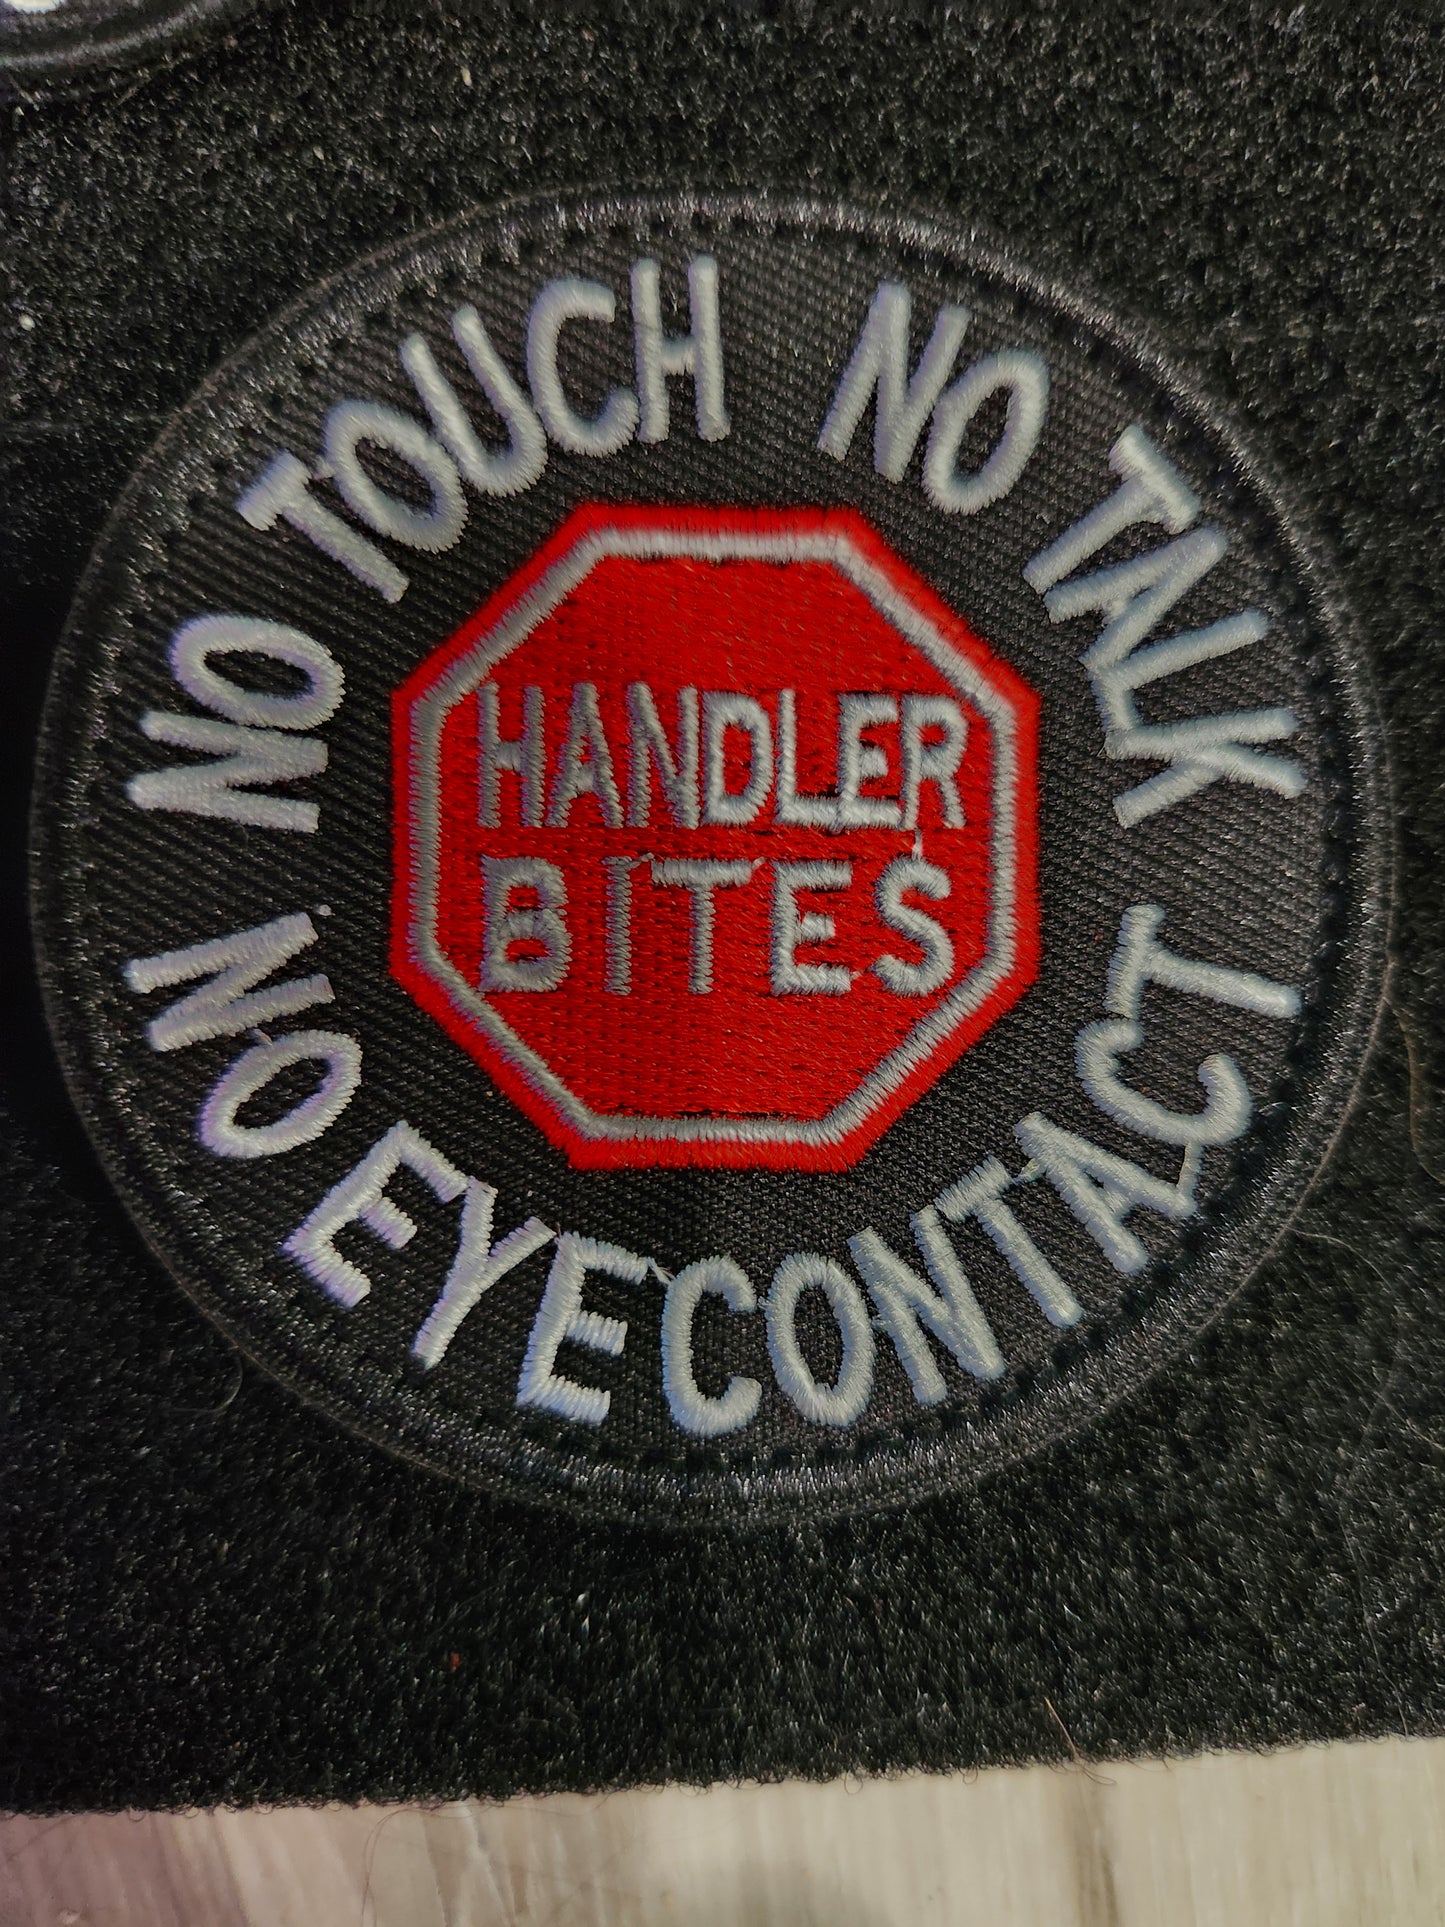 NO TOUCH NO TALK
HANDLER
BITES
NO EYECONTACT